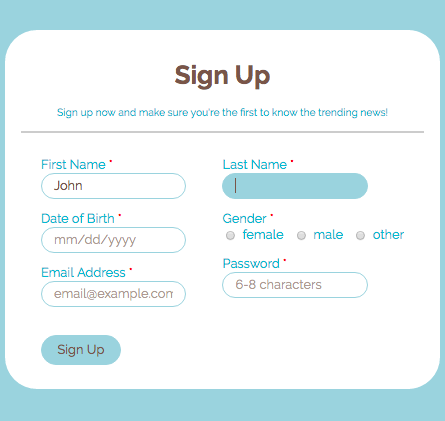 Sign Up
Sign up now and make sure you're the first to know the trending news!
First Name *
John
Last Name *
Date of Birth *
mm/dd/yyyy
Gender *
female male other
Email Address *
email@example.com
Password *
6-8 characters
Sign Up